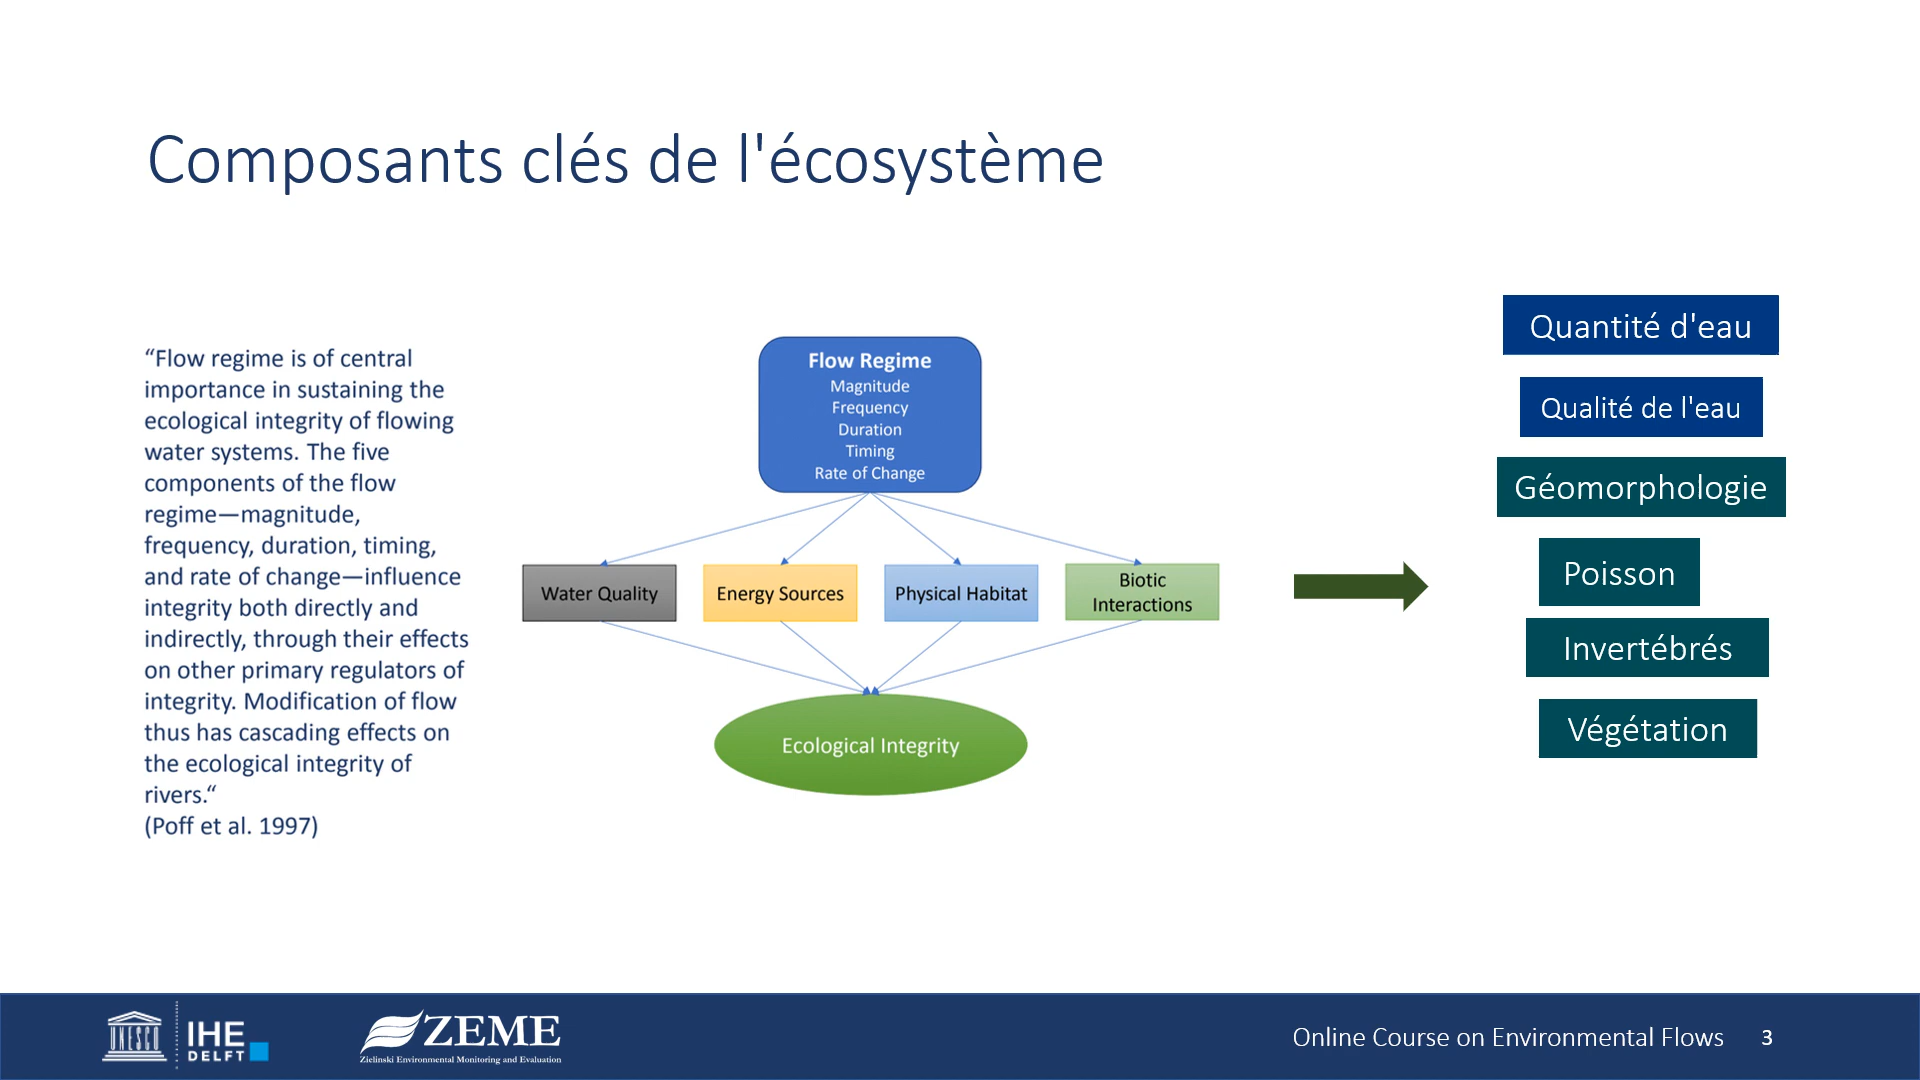 Composants clés de l'écosystème
“Flow regime is of central
importance in sustaining the
ecological integrity of flowing
water systems. The five
components of the flow
regime—magnitude,
frequency, duration, timing,
and rate of change—influence
integrity both directly and
indirectly, through their effects
on other primary regulators of
integrity. Modification of flow
thus has cascading effects on
the ecological integrity of
rivers.“
(Poff et al. 1997)
Flow Regime
Magnitude
Frequency
Duration
Timing
Rate of Change
Water Quality
Energy Sources
Physical Habitat
Biotic
Interactions
Ecological Integrity
Quantité d'eau
Qualité de l'eau
Géomorphologie
Poisson
Invertébrés
Végétation
UNESCO
IHE
DELFT
ZEME
Zielinski Environmental Monitoring and Evaluation
Online Course on Environmental Flows
3